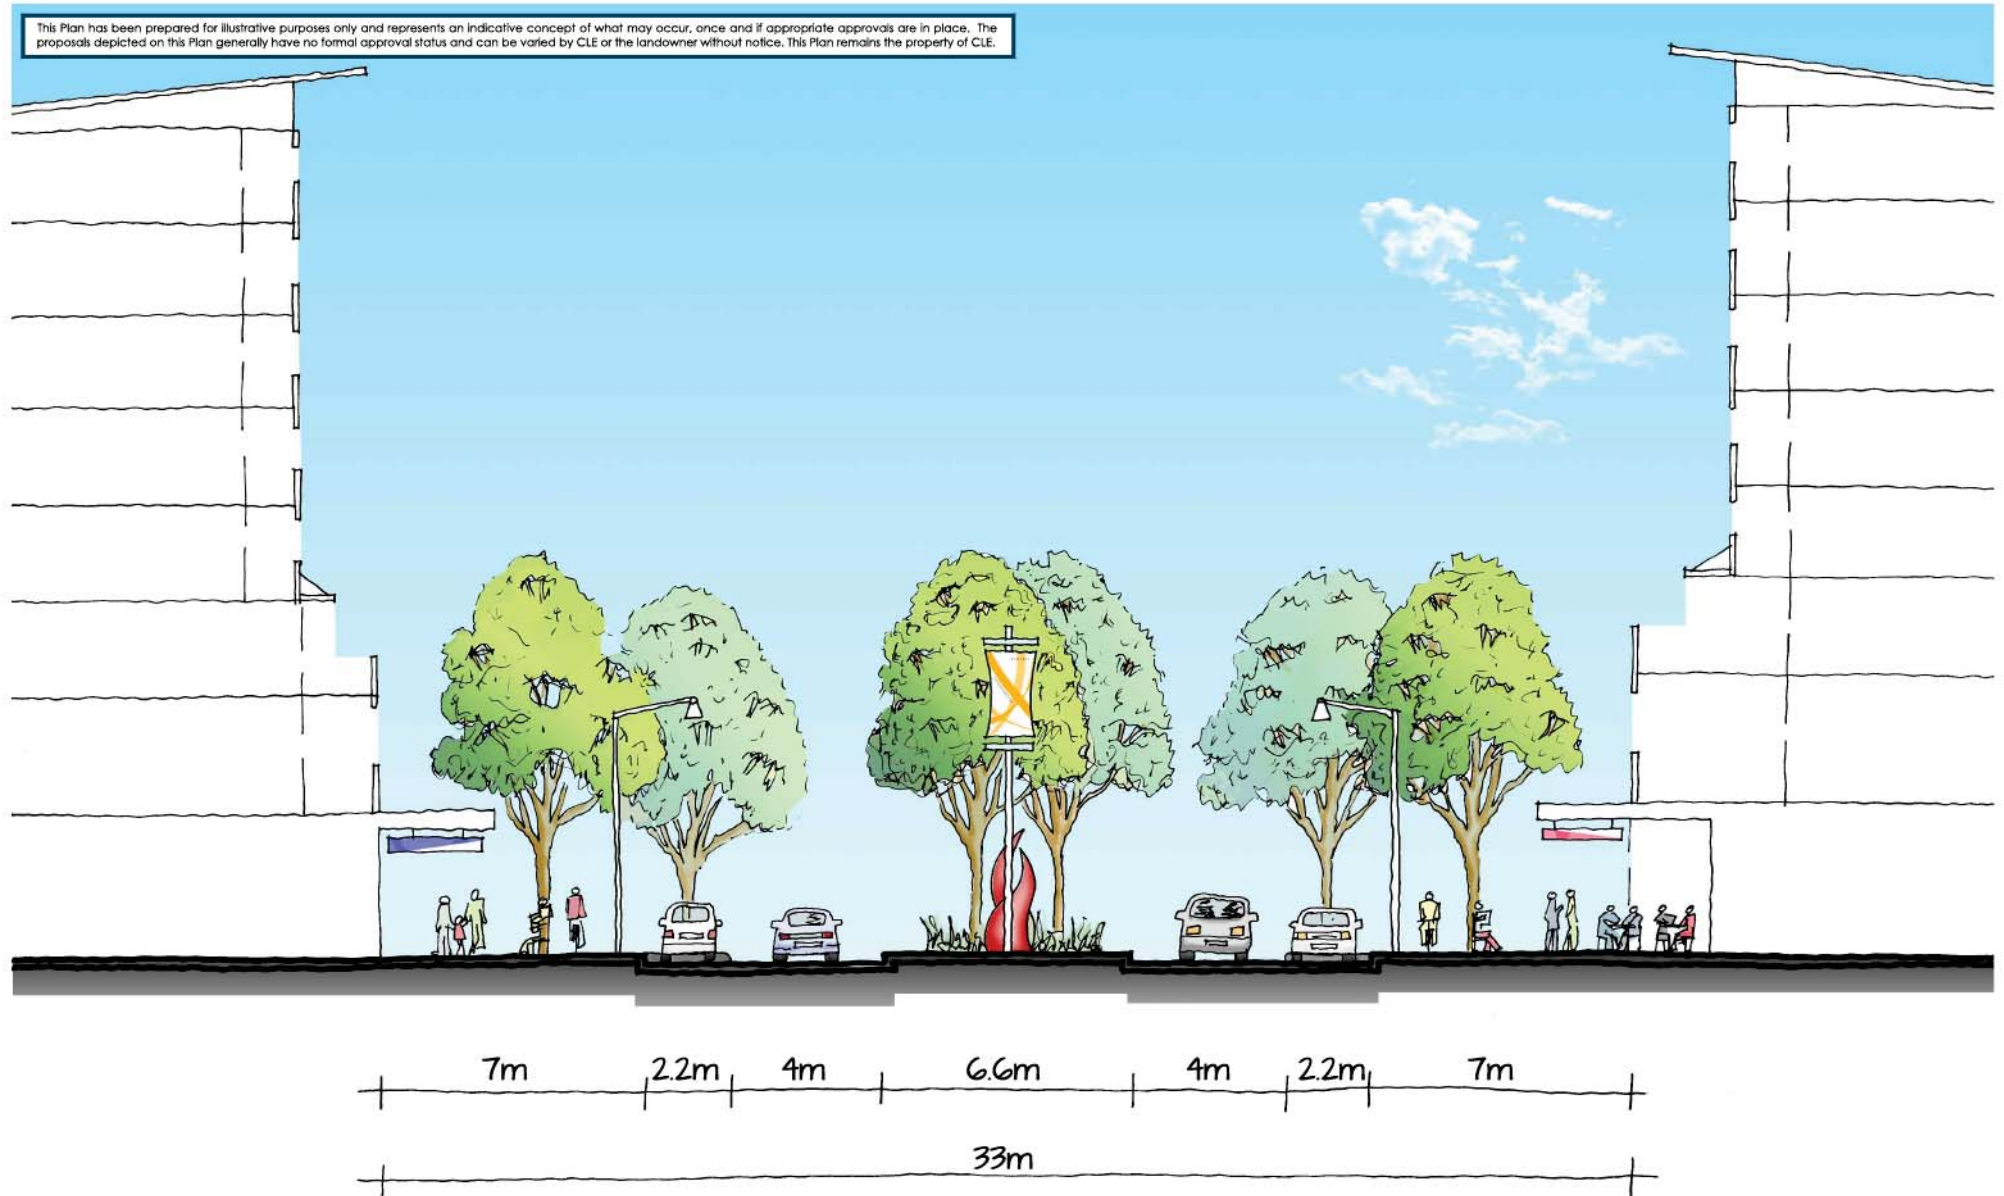 This Plan has been prepared for illustrative purposes only and represents an indicative concept of what may occur, once and if appropriate approvals are in place. The
proposals depicted on this Plan generally have no formal approval status and can be varied by CLE or the landowner without notice. This Plan remains the property of CLE.
7m 2.2m 4m 6.6m 4m 2.2m 7m
33m